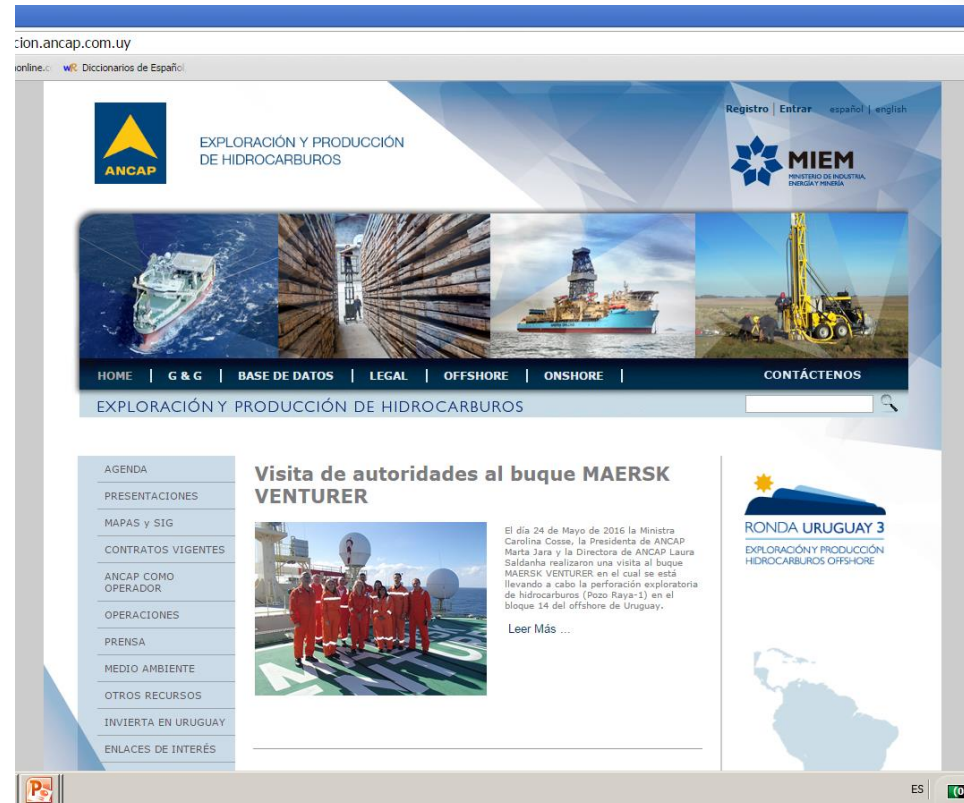 cion.ancap.com.uy
Diccionarios de Español
Registro | Entrar español | english
ANCAP
EXPLORACIÓN Y PRODUCCIÓN
DE HIDROCARBUROS
MIEM
MINISTERIO DE INDUSTRIA,
ENERGÍA Y MINERÍA
HOME | G & G | BASE DE DATOS | LEGAL | OFFSHORE | ONSHORE | CONTÁCTENOS
EXPLORACIÓN Y PRODUCCIÓN DE HIDROCARBUROS
AGENDA
PRESENTACIONES
MAPAS y SIG
CONTRATOS VIGENTES
ANCAP COMO
OPERADOR
OPERACIONES
PRENSA
MEDIO AMBIENTE
OTROS RECURSOS
INVIERTA EN URUGUAY
ENLACES DE INTERÉS
Visita de autoridades al buque MAERSK
VENTURER
El día 24 de Mayo de 2016 la Ministra
Carolina Cosse, la Presidenta de ANCAP
Marta Jara y la Directora de ANCAP Laura
Saldanha realizaron una visita al buque
MAERSK VENTURER en el cual se está
llevando a cabo la perforación exploratoria
de hidrocarburos (Pozo Raya-1) en el
bloque 14 del offshore de Uruguay.
Leer Más ...
RONDA URUGUAY 3
EXPLORACIÓN Y PRODUCCIÓN
HIDROCARBUROS OFFSHORE
ES